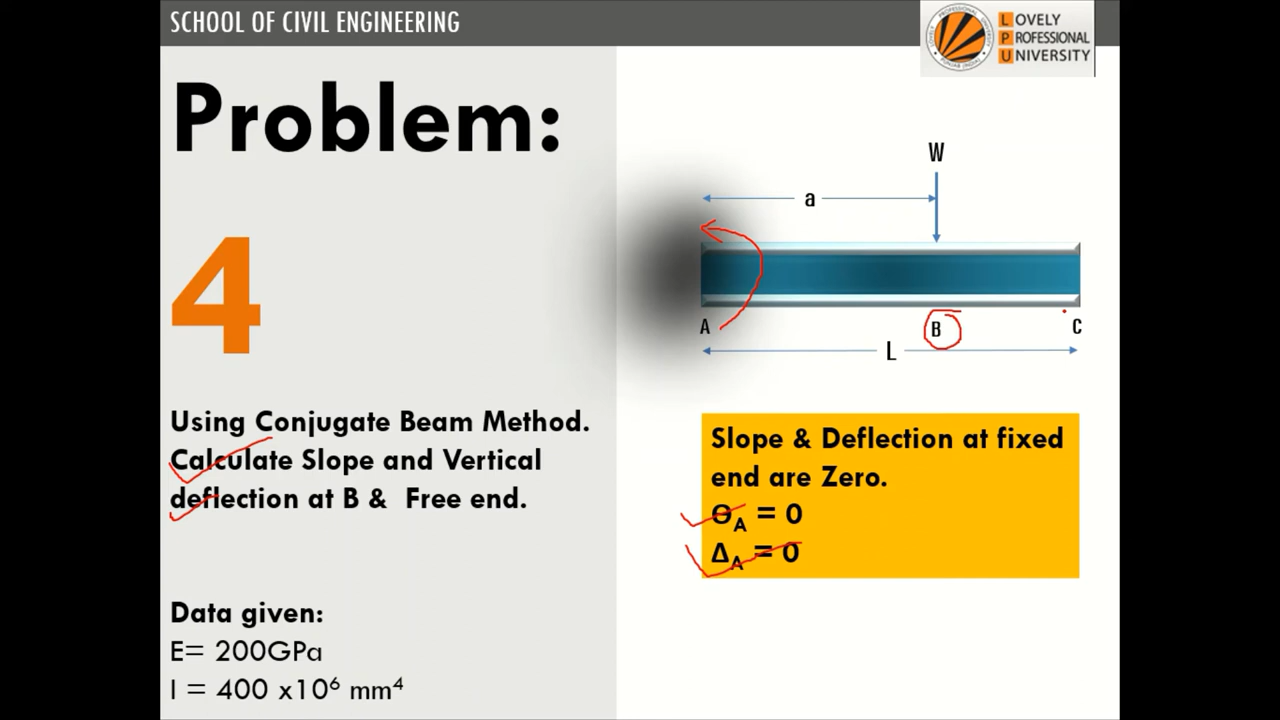 SCHOOL OF CIVIL ENGINEERING
LOVELY
PROFESSIONAL
UNIVERSITY
Problem:
4
Using Conjugate Beam Method.
Calculate Slope and Vertical
deflection at B & Free end.
Data given:
E= 200GPa
I = 400 x10⁶ mm⁴
W
a
A
B
C
L
Slope & Deflection at fixed
end are Zero.
ϴA = 0
ΔA = 0